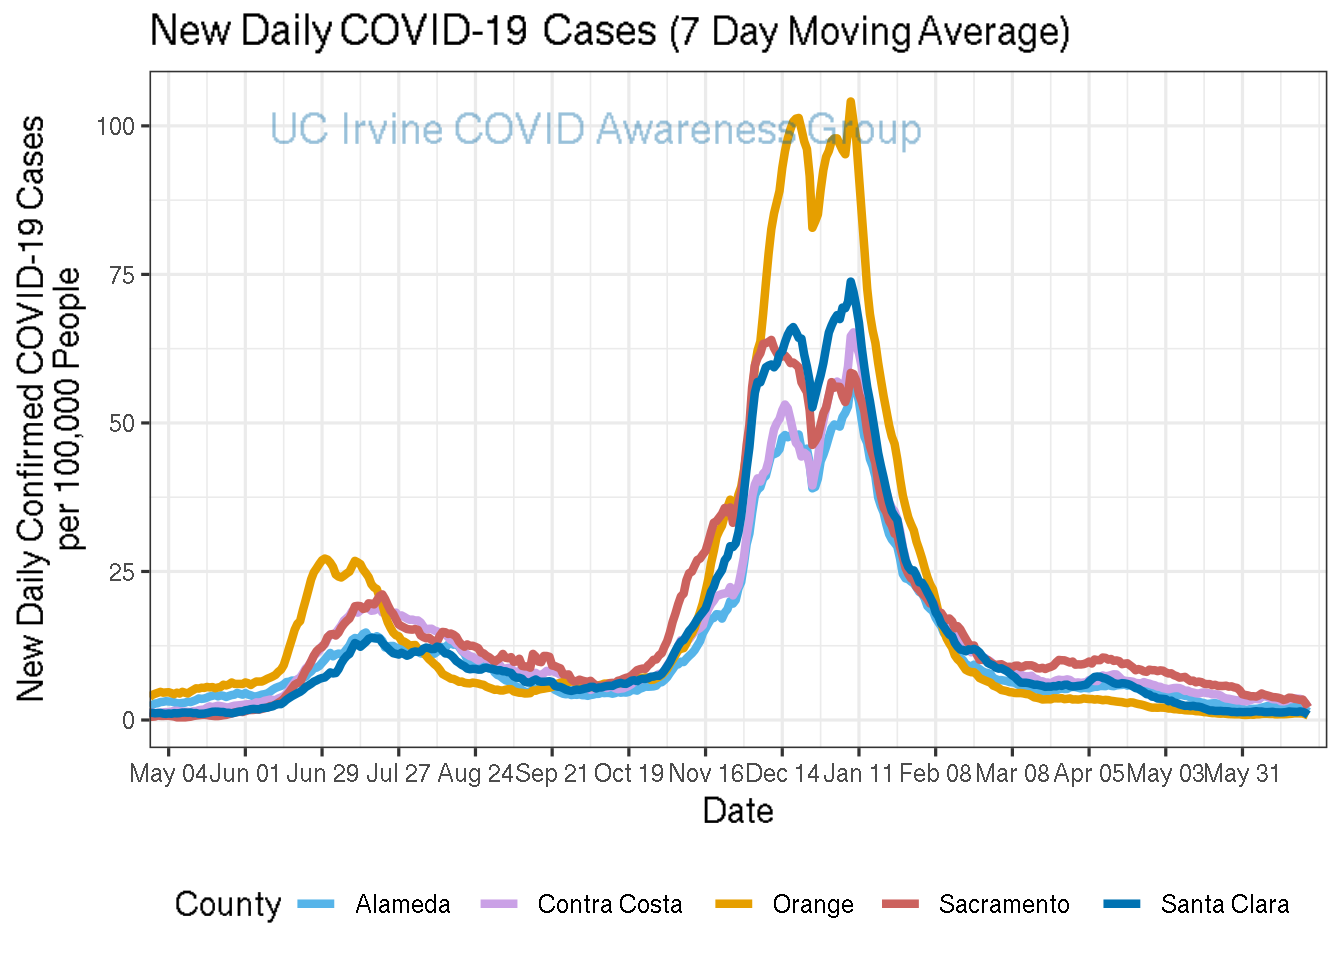 New Daily COVID-19 Cases (7 Day Moving Average)
UC Irvine COVID Awareness Group
New Daily Confirmed COVID-19 Cases
per 100,000 People
100
75
50
25
0
May 04 Jun 01 Jun 29 Jul 27 Aug 24 Sep 21 Oct 19 Nov 16 Dec 14 Jan 11 Feb 08 Mar 08 Apr 05 May 03 May 31
Date
County Alameda Contra Costa Orange Sacramento Santa Clara